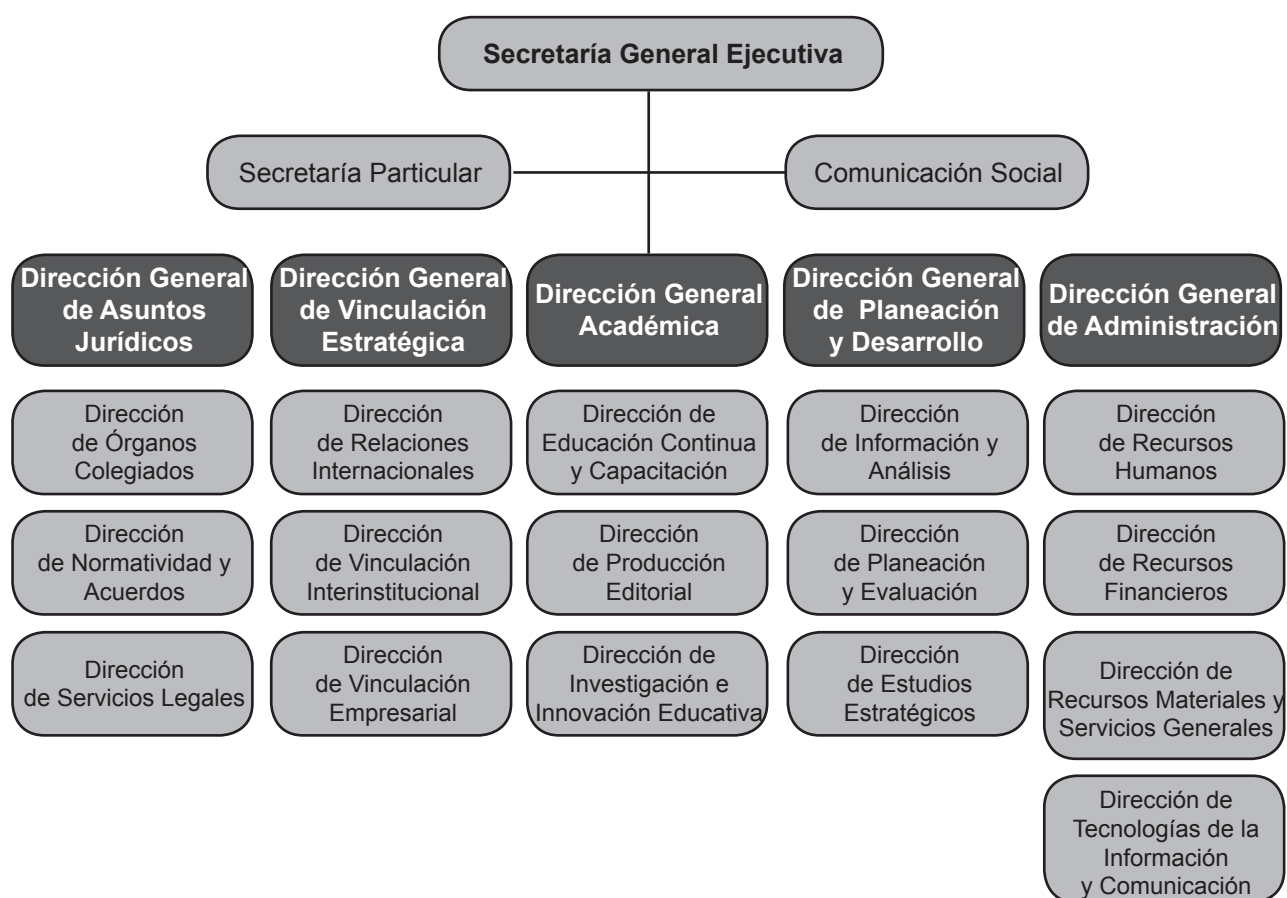 Secretaría General Ejecutiva
Secretaría Particular
Comunicación Social
Dirección General
de Asuntos
Jurídicos
Dirección General
de Vinculación
Estratégica
Dirección General
Académica
Dirección General
de Planeación
y Desarrollo
Dirección General
de Administración
Dirección
de Órganos
Colegiados
Dirección
de Relaciones
Internacionales
Dirección de
Educación Continua
y Capacitación
Dirección
de Información y
Análisis
Dirección
de Recursos
Humanos
Dirección
de Normatividad y
Acuerdos
Dirección
de Vinculación
Interinstitucional
Dirección
de Producción
Editorial
Dirección
de Planeación
y Evaluación
Dirección
de Recursos
Financieros
Dirección
de Servicios Legales
Dirección
de Vinculación
Empresarial
Dirección de
Investigación e
Innovación Educativa
Dirección
de Estudios
Estratégicos
Dirección de
Recursos Materiales y
Servicios Generales
Dirección de
Tecnologías de la
Información
y Comunicación